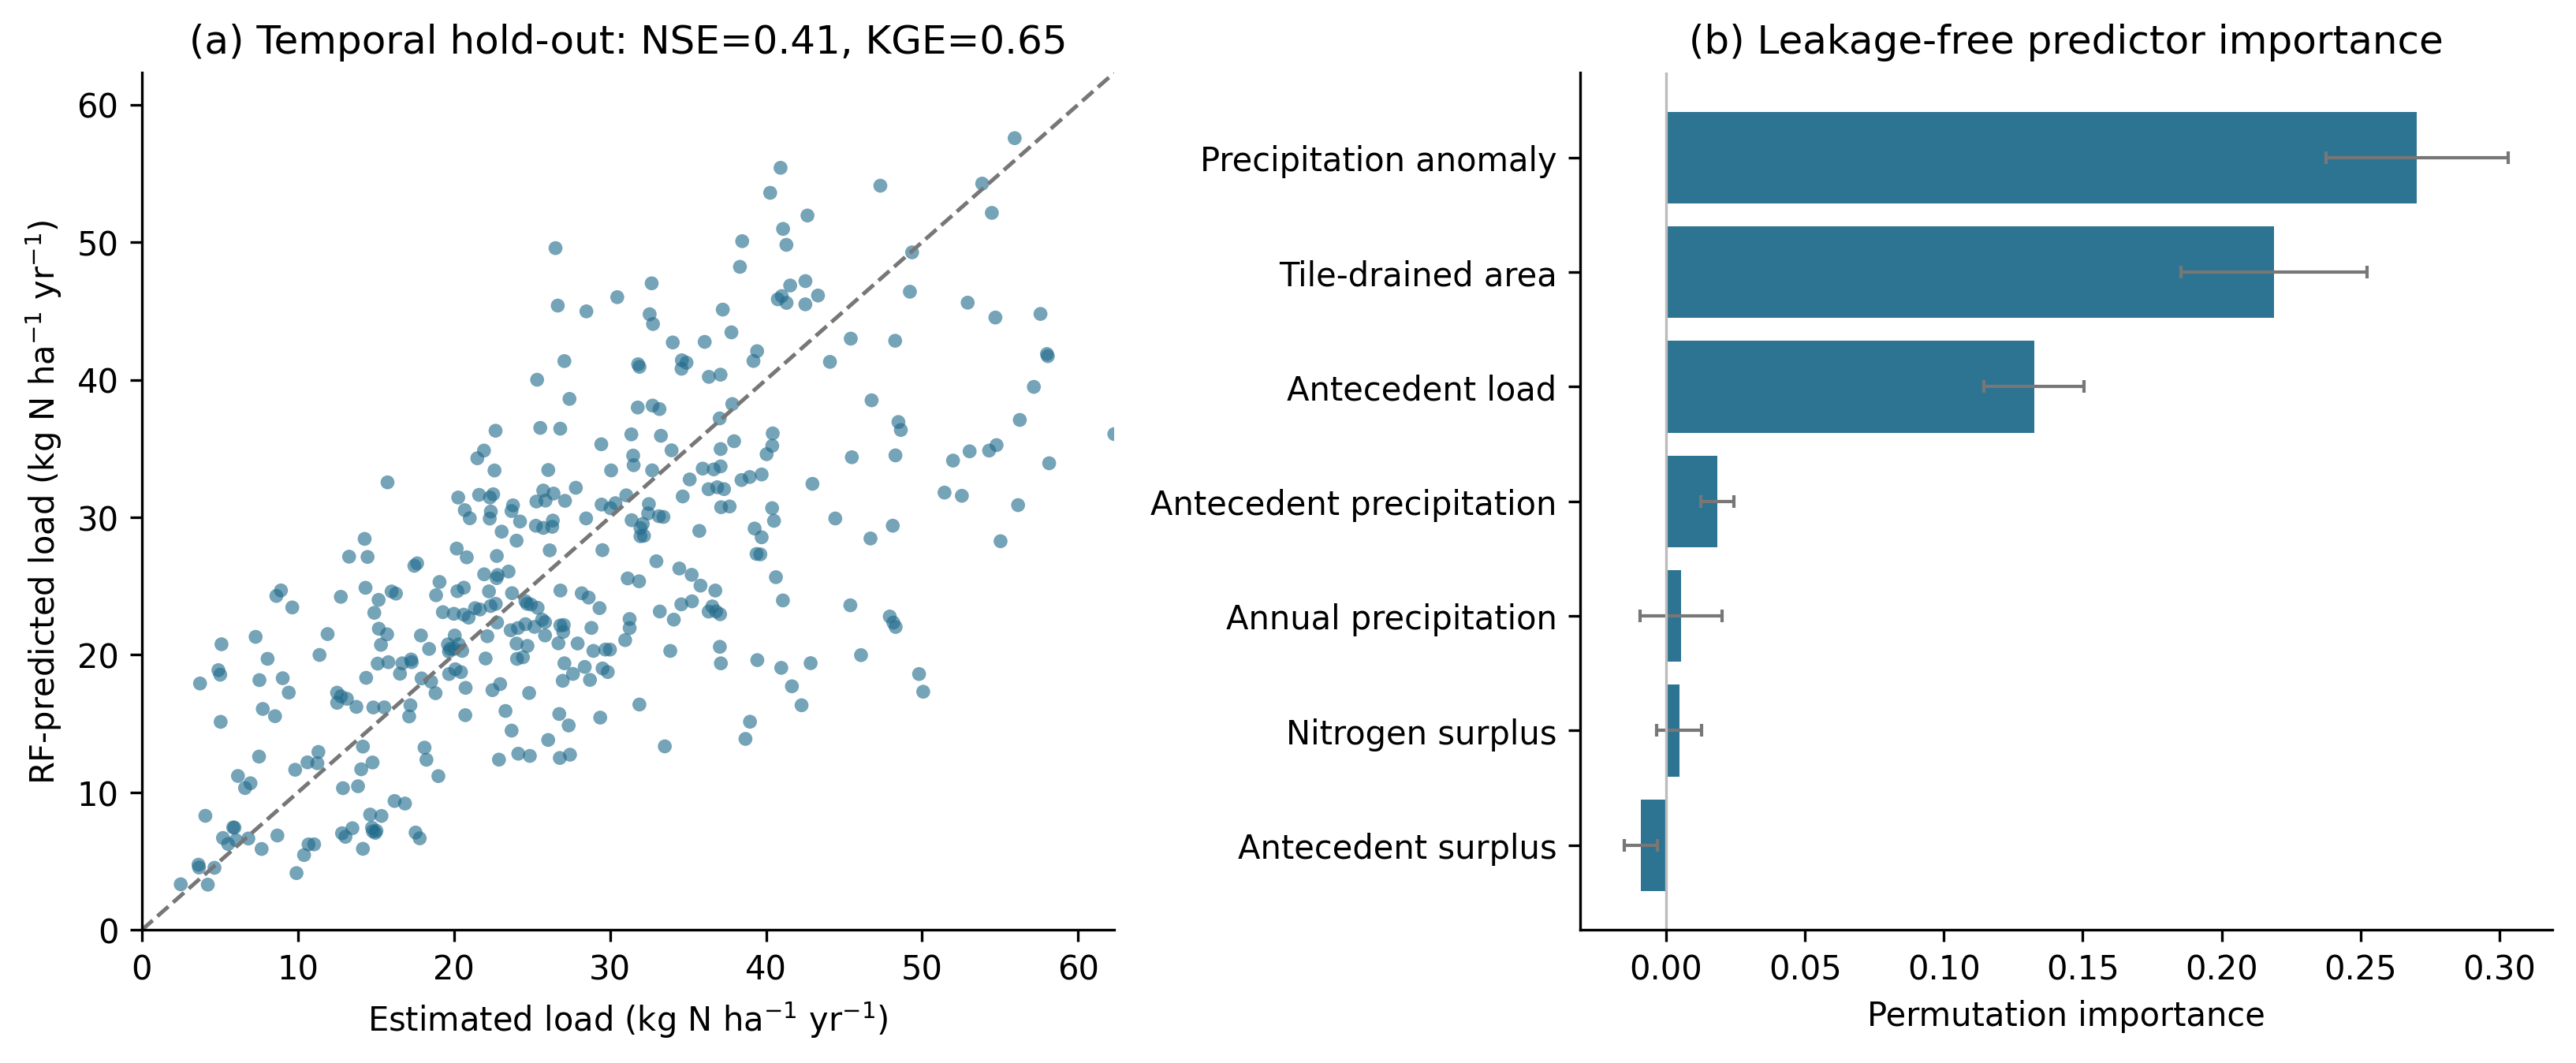 (a) Temporal hold-out: NSE=0.41, KGE=0.65
RF-predicted load (kg N ha⁻¹ yr⁻¹)
60
50
40
30
20
10
0
0 10 20 30 40 50 60
Estimated load (kg N ha⁻¹ yr⁻¹)
(b) Leakage-free predictor importance
Precipitation anomaly
Tile-drained area
Antecedent load
Antecedent precipitation
Annual precipitation
Nitrogen surplus
Antecedent surplus
0.00 0.05 0.10 0.15 0.20 0.25 0.30
Permutation importance